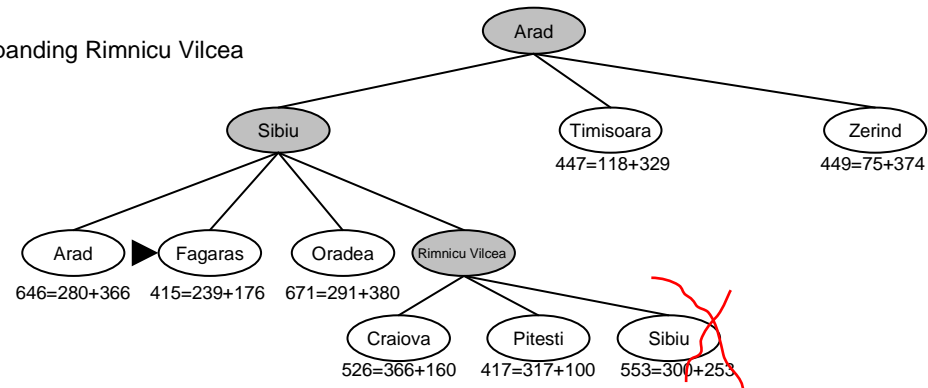 Arad
panding Rimnicu Vilcea
Sibiu
Timisoara
Zerind
447=118+329
449=75+374
Arad
Fagaras
Oradea
Rimnicu Vilcea
646=280+366
415=239+176
671=291+380
Craiova
Pitesti
Sibiu
526=366+160
417=317+100
553=300+253